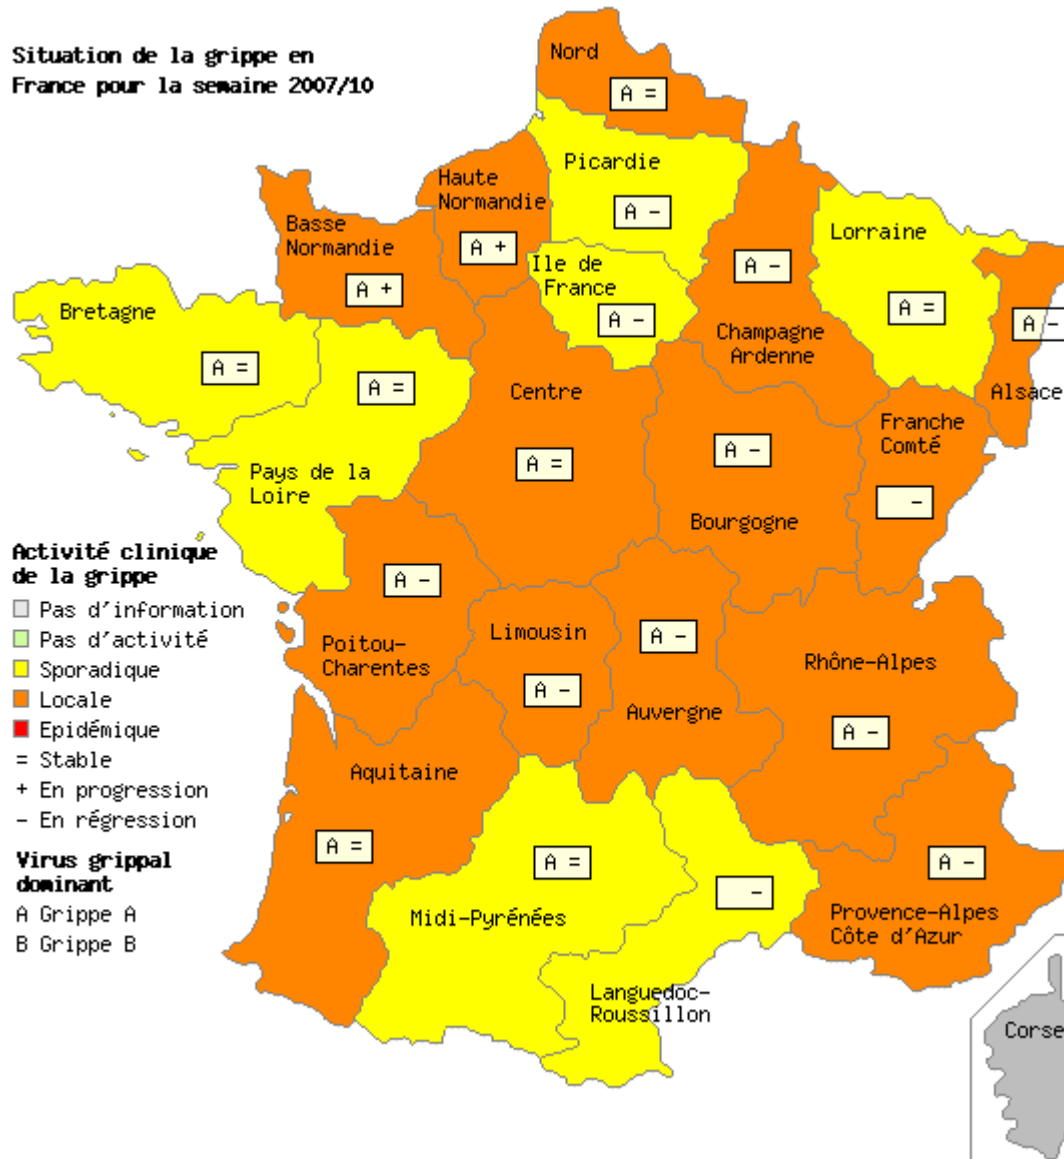 Situation de la grippe en
France pour la semaine 2007/10
Nord
A =
Picardie
A -
Haute
Normandie
A +
Basse
Normandie
A +
Ile de
France
A -
Champagne
Ardenne
A -
Lorraine
A =
Alsace
A -
Bretagne
A =
Pays de la
Loire
A =
Centre
A =
Bourgogne
A -
Franche
Comté
-
Poitou-
Charentes
A -
Limousin
A -
Auvergne
A -
Rhône-Alpes
A -
Aquitaine
A =
Midi-Pyrénées
A =
Languedoc-
Roussillon
-
Provence-Alpes
Côte d'Azur
A -
Corse
Activité clinique
de la grippe
Pas d'information
Pas d'activité
Sporadique
Locale
Epidémique
= Stable
+ En progression
- En régression
Virus grippal
dominant
A Grippe A
B Grippe B